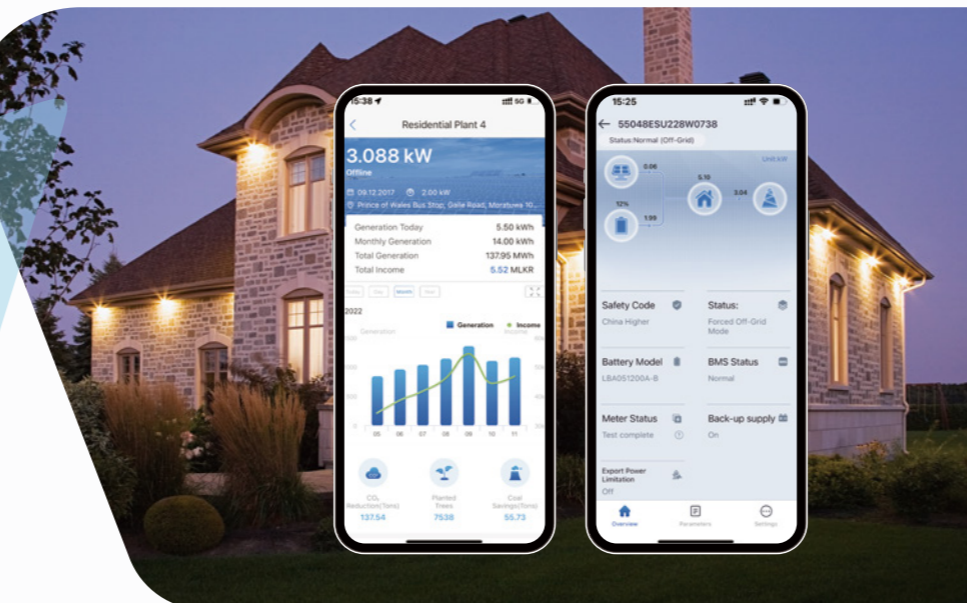 15:38
5G
Residential Plant 4
3.088 kW
Offline
09.12.2017 2.00 kW
Prince of Wales Bus Stop, Galle Road, Moratuwa 10...
Generation Today 5.50 kWh
Monthly Generation 14.00 kWh
Total Generation 137.95 MWh
Total Income 5.52 MLKR
Day Month Year
2022
Generation Income
Generation Income
05 06 07 08 09 10 11
CO₂ Planted Coal
Reduction(Tons) Trees Savings(Tons)
137.54 7538 55.73
15:25
55048ESU228W0738
Status:Normal (Off-Grid)
Unit:kW
0.06
5.10
3.04
12%
1.99
Safety Code Status:
China Higher Forced Off-Grid
Mode
Battery Model BMS Status
LBA051200A-B Normal
Meter Status Back-up supply
Test complete On
Export Power
Limitation
Off
Overview Parameters Settings